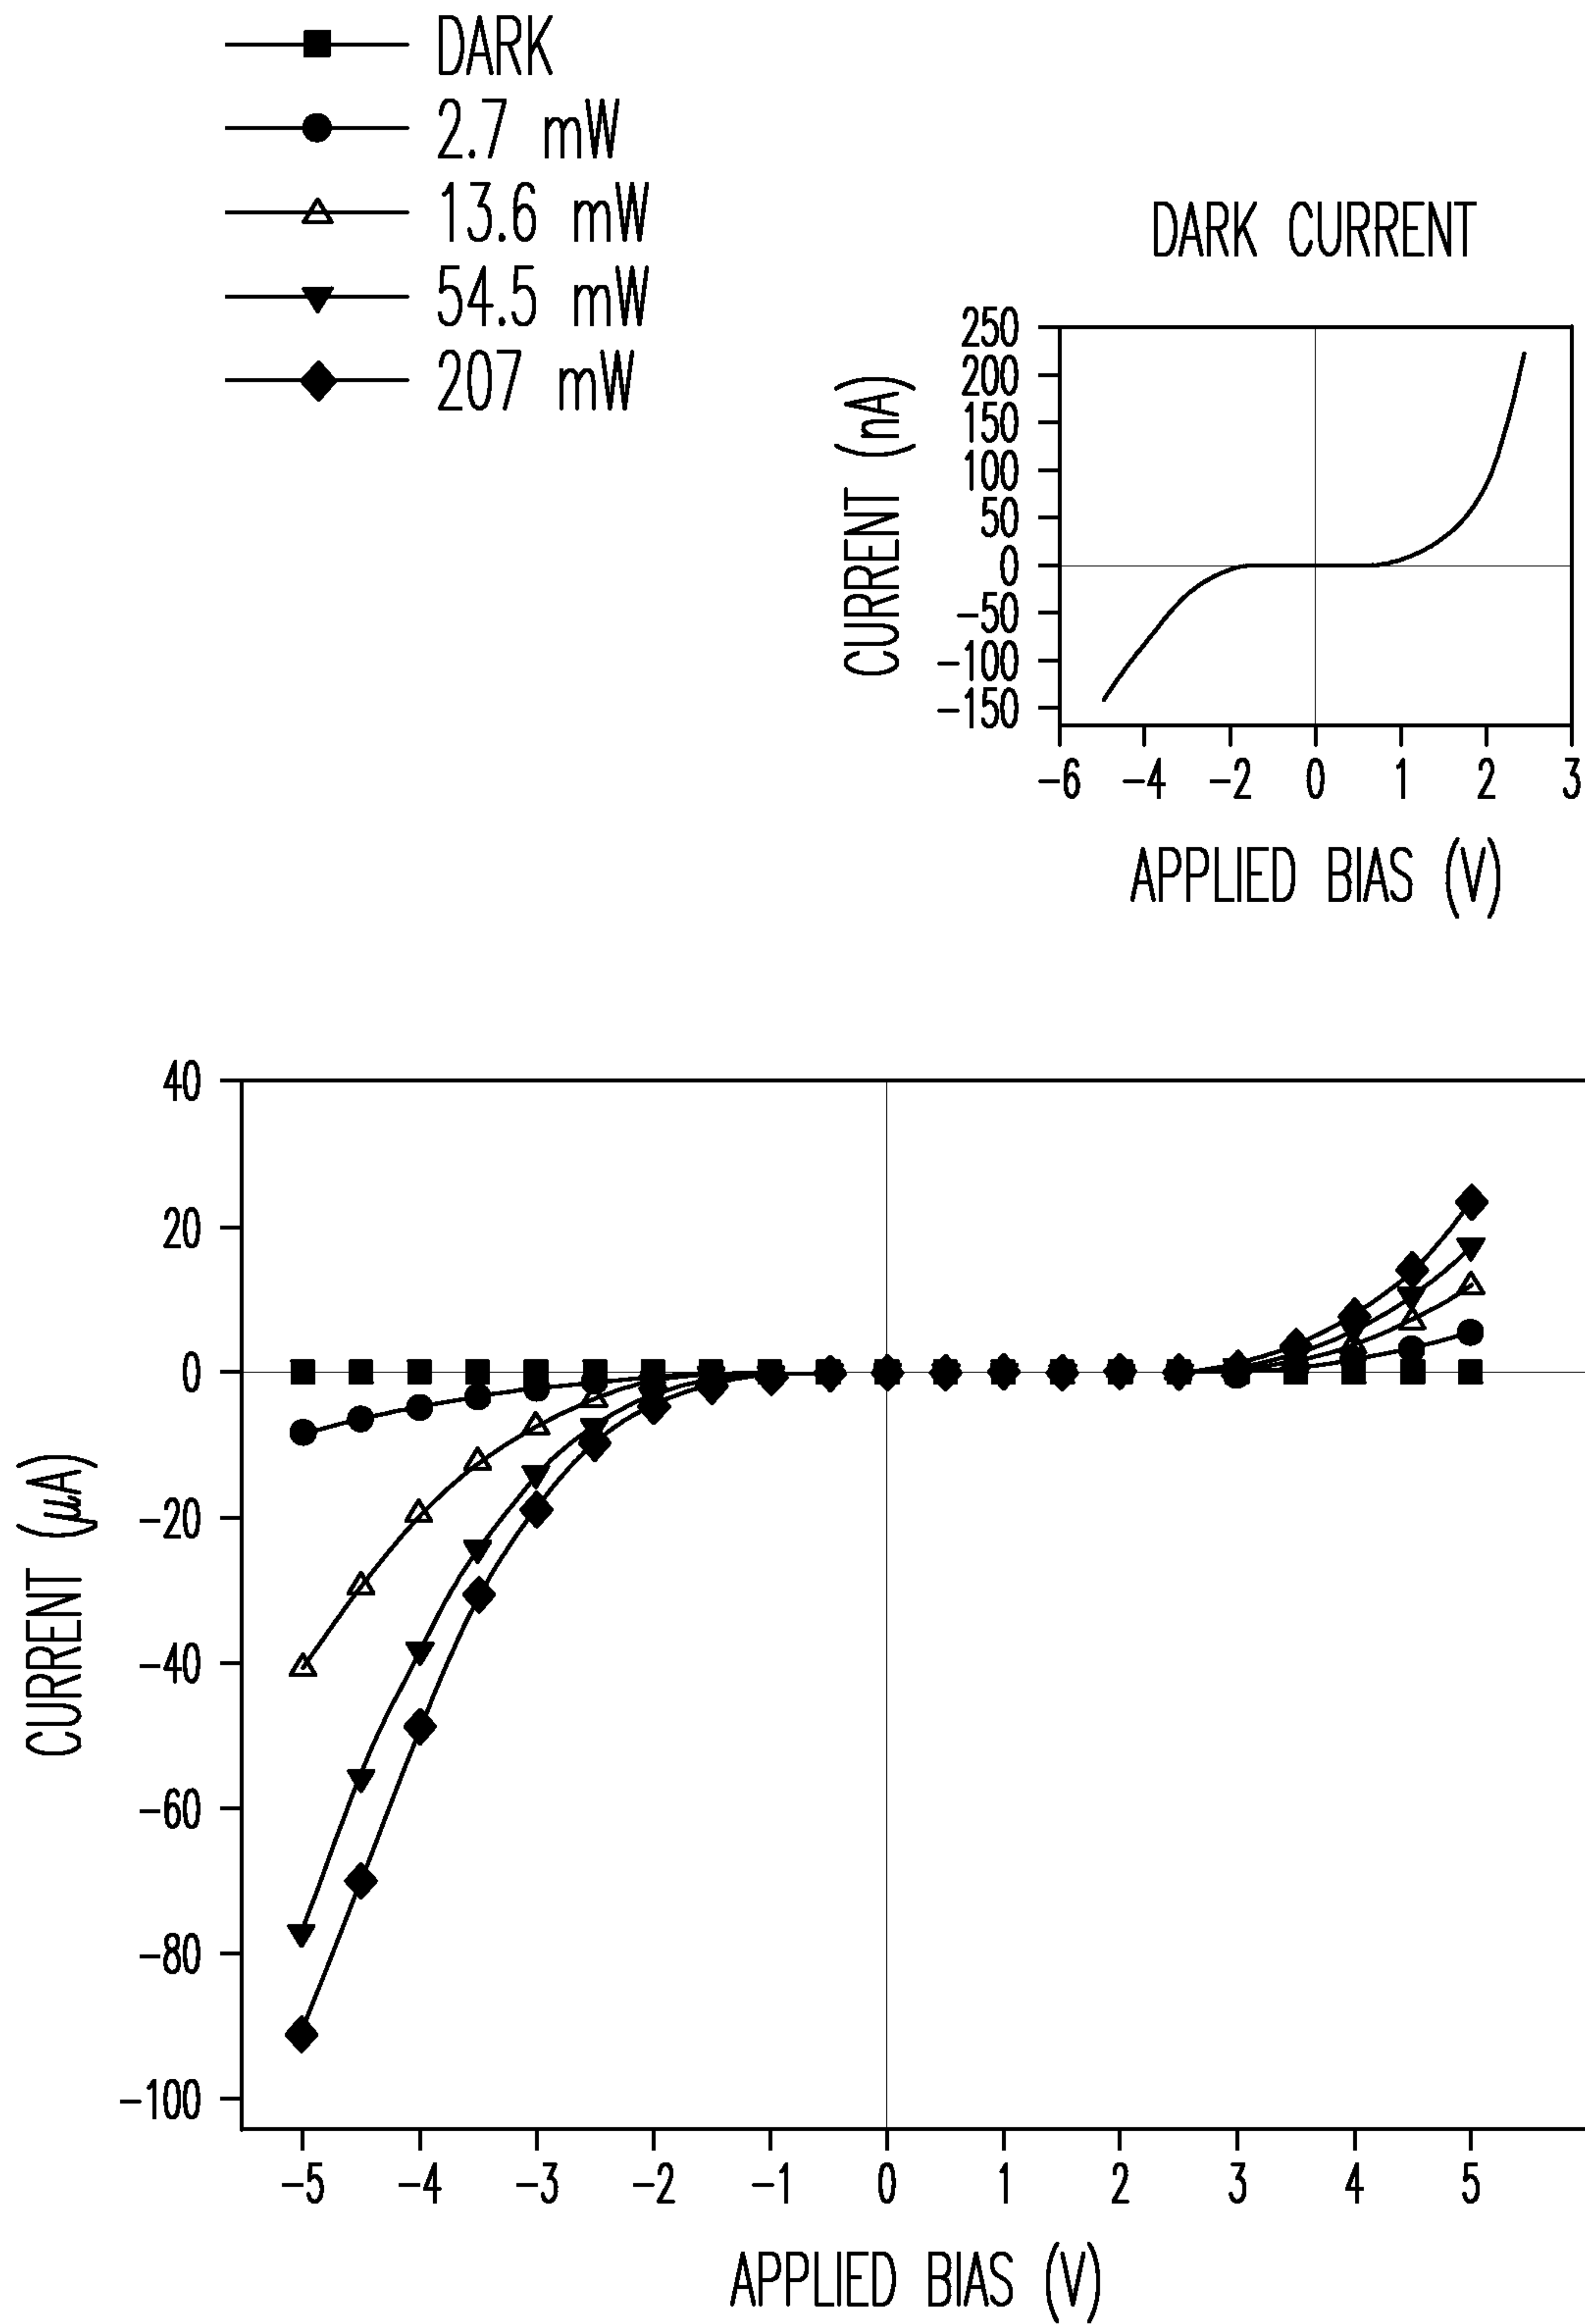 DARK
2.7 mW
13.6 mW
54.5 mW
207 mW
DARK CURRENT
CURRENT (nA)
250
200
150
100
50
0
-50
-100
-150
-6 -4 -2 0 1 2 3
APPLIED BIAS (V)
CURRENT (μA)
40
20
0
-20
-40
-60
-80
-100
-5 -4 -3 -2 -1 0 1 2 3 4 5
APPLIED BIAS (V)